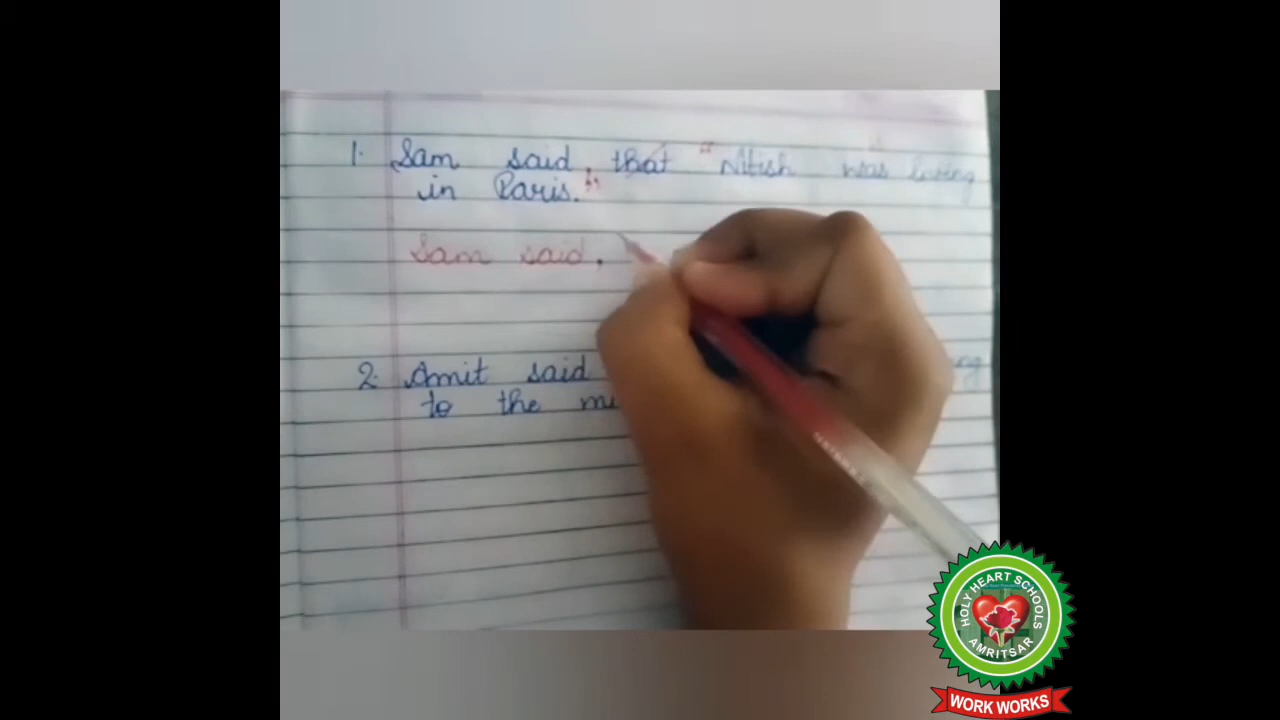 1. Sam said, that "Nitish was living
in Paris."
Sam said,
2. Amit said
to the
HOLY HEART SCHOOLS
AMRITSAR
WORK WORKS